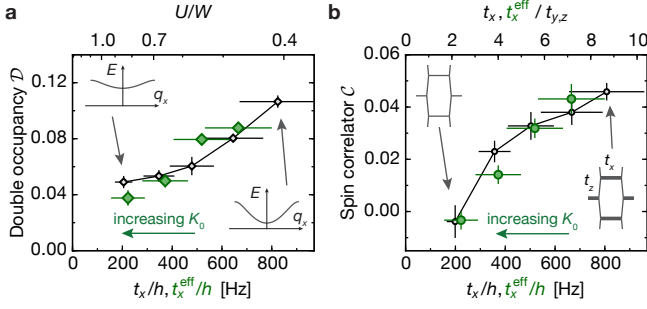 a
U/W
0.9
0.7
0.4
0.12
0.08
0.04
0.00
Double occupancy 𝒟
E
q_x
E
q_x
increasing K_0
0
200
400
600
800
t_x/h, t_x^eff/h [Hz]
b
t_x, t_x^eff / t_y,z
0
2
4
6
8
10
0.06
0.04
0.02
0.00
Spin correlator 𝒞
t_x
t_z
increasing K_0
0
200
400
600
800
t_x/h, t_x^eff/h [Hz]